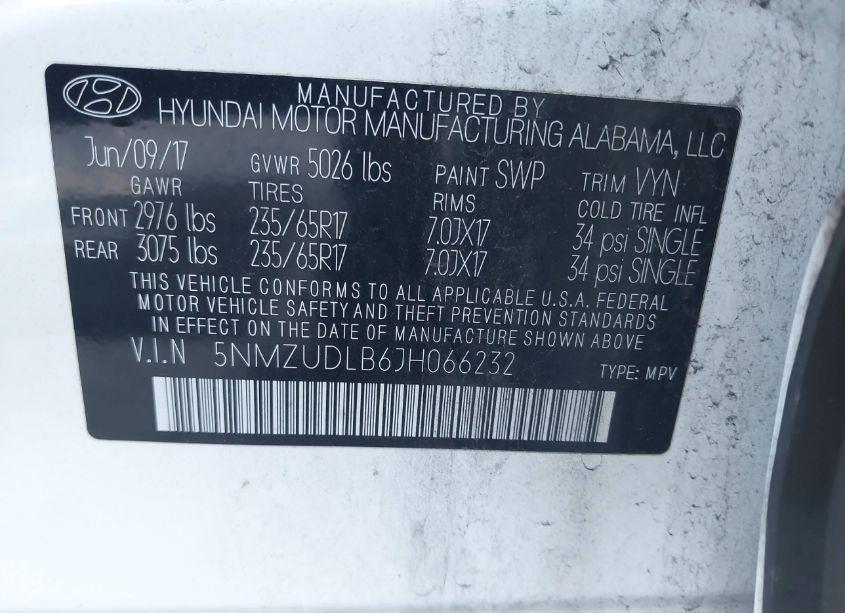 MANUFACTURED BY
HYUNDAI MOTOR MANUFACTURING ALABAMA, LLC
Jun/09/17 GVWR 5026 lbs PAINT SWP TRIM VYN
GAWR TIRES RIMS COLD TIRE INFL
FRONT 2976 lbs 235/65R17 7.0JX17 34 psi SINGLE
REAR 3075 lbs 235/65R17 7.0JX17 34 psi SINGLE
THIS VEHICLE CONFORMS TO ALL APPLICABLE U.S.A. FEDERAL
MOTOR VEHICLE SAFETY AND THEFT PREVENTION STANDARDS
IN EFFECT ON THE DATE OF MANUFACTURE SHOWN ABOVE
V.I.N 5NMZUDLB6JH066232 TYPE: MPV